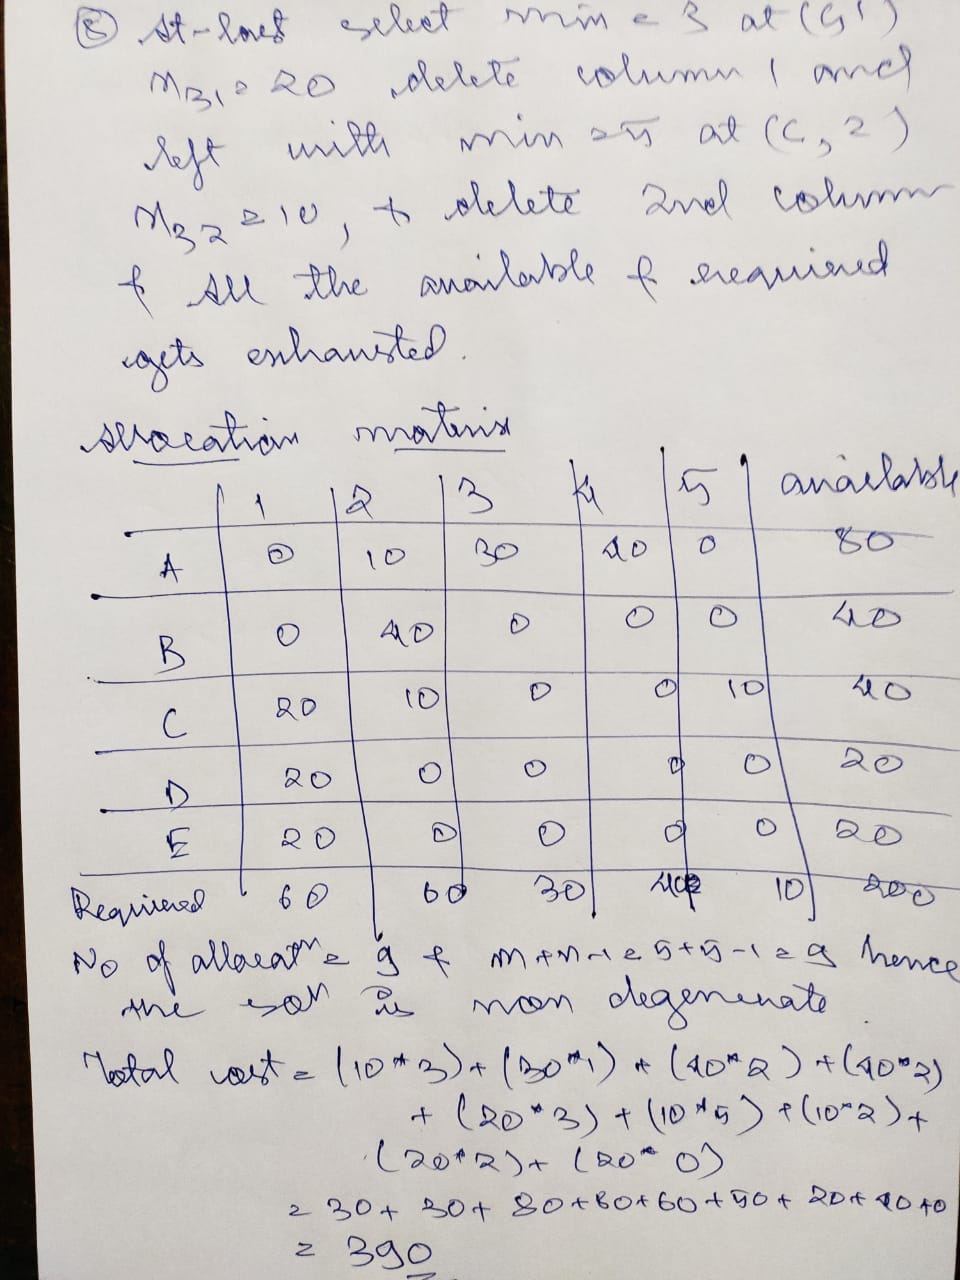 ⑧ At-last select min = 3 at (C,1)
x31 = 20 delete column 1 and
left with min = 5 at (C, 2)
x32 = 10, & delete 2nd column
& All the available & required
gets exhausted.
Allocation matrix
1 2 3 4 5 available
A 0 10 30 40 0 80
B 0 40 0 0 0 40
C 20 10 0 0 10 40
D 20 0 0 0 0 20
E 20 0 0 0 0 20
Required 60 60 30 40 10 200
No of allocatn = 9 & m+n-1 = 5+5-1 = 9 hence
the soln is non degenerate.
Total cost = (10*3)+(30*1)+(40*2)+(40*2)
+(20*3)+(10*5)+(10*2)+
(20*2)+(20*0)
= 30+30+80+80+60+50+20+40+0
= 390